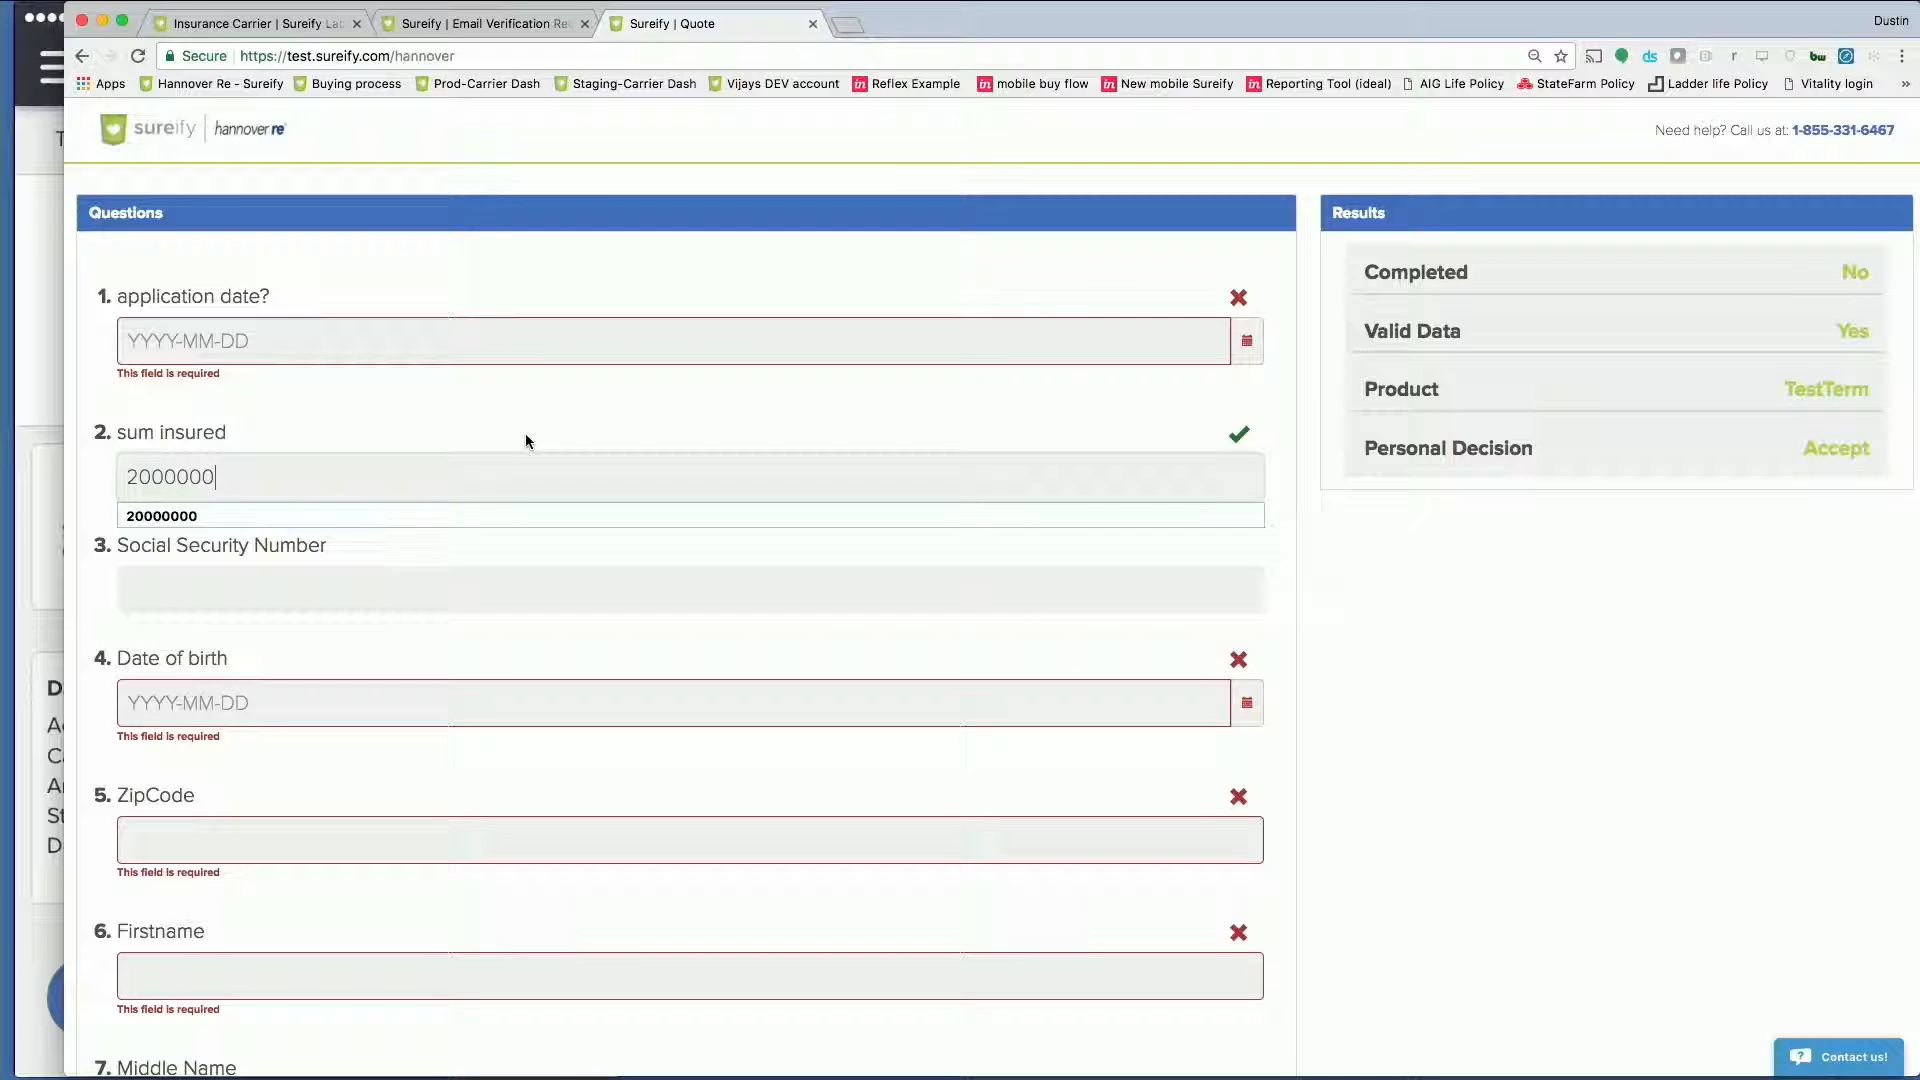 Insurance Carrier | Sureify Lab
Sureify | Email Verification Re
Sureify | Quote
Dustin
Secure
https://test.sureify.com/hannover
Apps
Hannover Re - Sureify
Buying process
Prod-Carrier Dash
Staging-Carrier Dash
Vijays DEV account
in Reflex Example
in mobile buy flow
in New mobile Sureify
in Reporting Tool (ideal)
AIG Life Policy
StateFarm Policy
Ladder life Policy
Vitality login
»
sureify | hannover re
Need help? Call us at: 1-855-331-6467
Questions
1. application date?
YYYY-MM-DD
This field is required
2. sum insured
2000000
20000000
3. Social Security Number
4. Date of birth
YYYY-MM-DD
This field is required
5. ZipCode
This field is required
6. Firstname
This field is required
7. Middle Name
Results
Completed No
Valid Data Yes
Product TestTerm
Personal Decision Accept
Contact us!